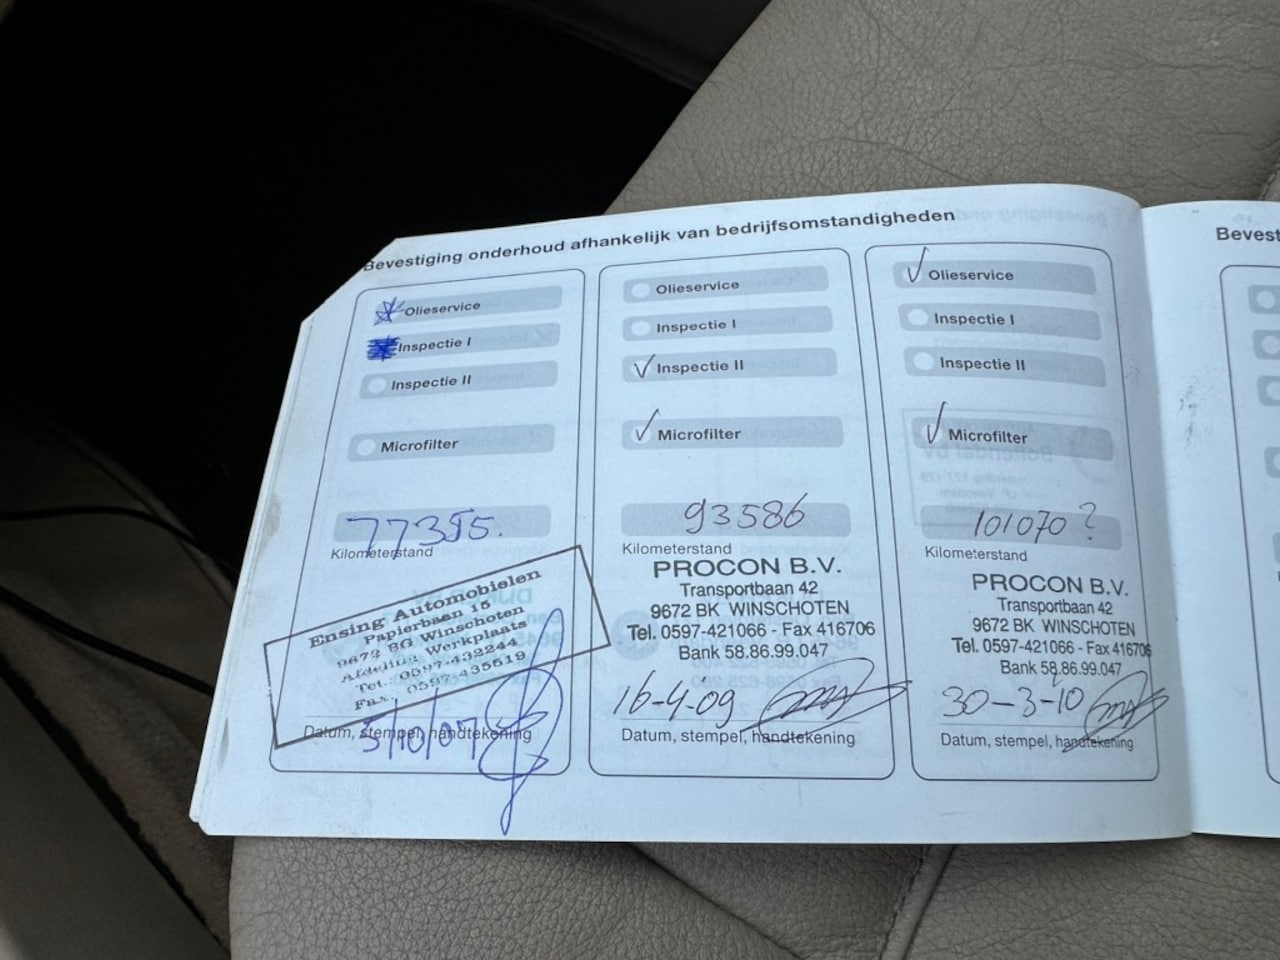 Bevestiging onderhoud afhankelijk van bedrijfsomstandigheden
Olieservice
Inspectie I
Inspectie II
Microfilter
77355.
Kilometerstand
Ensing Automobielen
Papierbaan 15
9672 BG Winschoten
Afdeling Werkplaats
Tel.: 0597-432244
Fax.: 0597-435519
5/10/07
Datum, stempel, handtekening
Olieservice
Inspectie I
Inspectie II
Microfilter
93586
Kilometerstand
PROCON B.V.
Transportbaan 42
9672 BK WINSCHOTEN
Tel. 0597-421066 - Fax 416706
Bank 58.86.99.047
16-4-09
Datum, stempel, handtekening
Olieservice
Inspectie I
Inspectie II
Microfilter
101070 ?
Kilometerstand
PROCON B.V.
Transportbaan 42
9672 BK WINSCHOTEN
Tel. 0597-421066 - Fax 416706
Bank 58.86.99.047
30-3-10
Datum, stempel, handtekening
Bevest